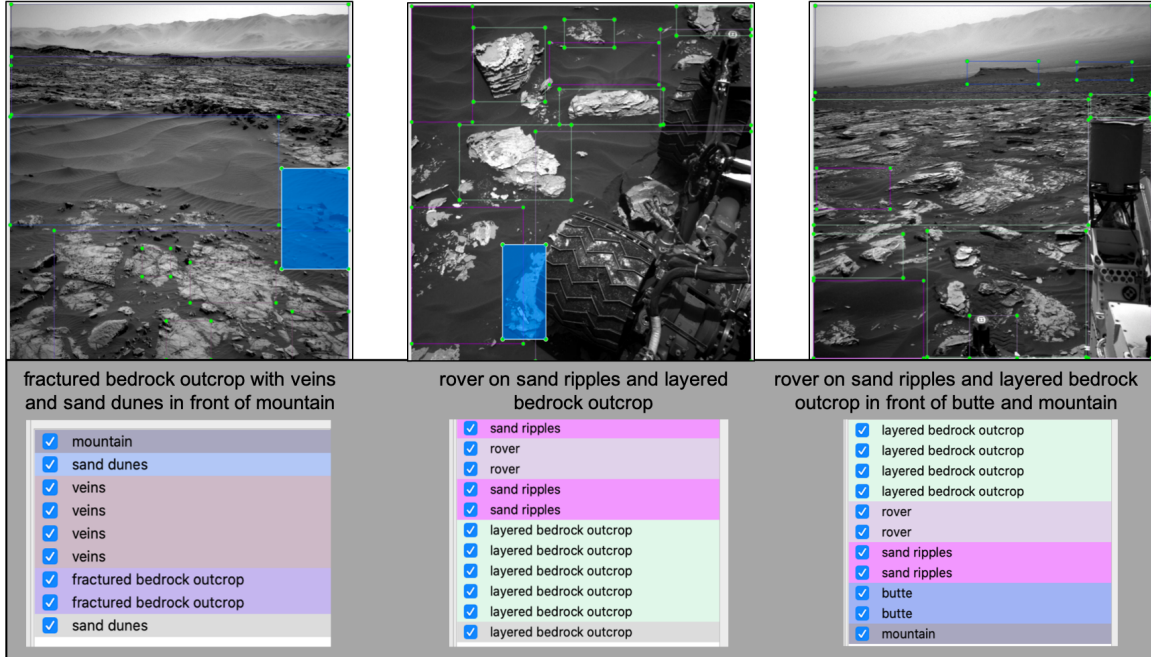 fractured bedrock outcrop with veins
and sand dunes in front of mountain
mountain
sand dunes
veins
veins
veins
veins
fractured bedrock outcrop
fractured bedrock outcrop
sand dunes
rover on sand ripples and layered
bedrock outcrop
sand ripples
rover
rover
sand ripples
sand ripples
layered bedrock outcrop
layered bedrock outcrop
layered bedrock outcrop
layered bedrock outcrop
layered bedrock outcrop
layered bedrock outcrop
rover on sand ripples and layered bedrock
outcrop in front of butte and mountain
layered bedrock outcrop
layered bedrock outcrop
layered bedrock outcrop
layered bedrock outcrop
rover
rover
sand ripples
sand ripples
butte
butte
mountain